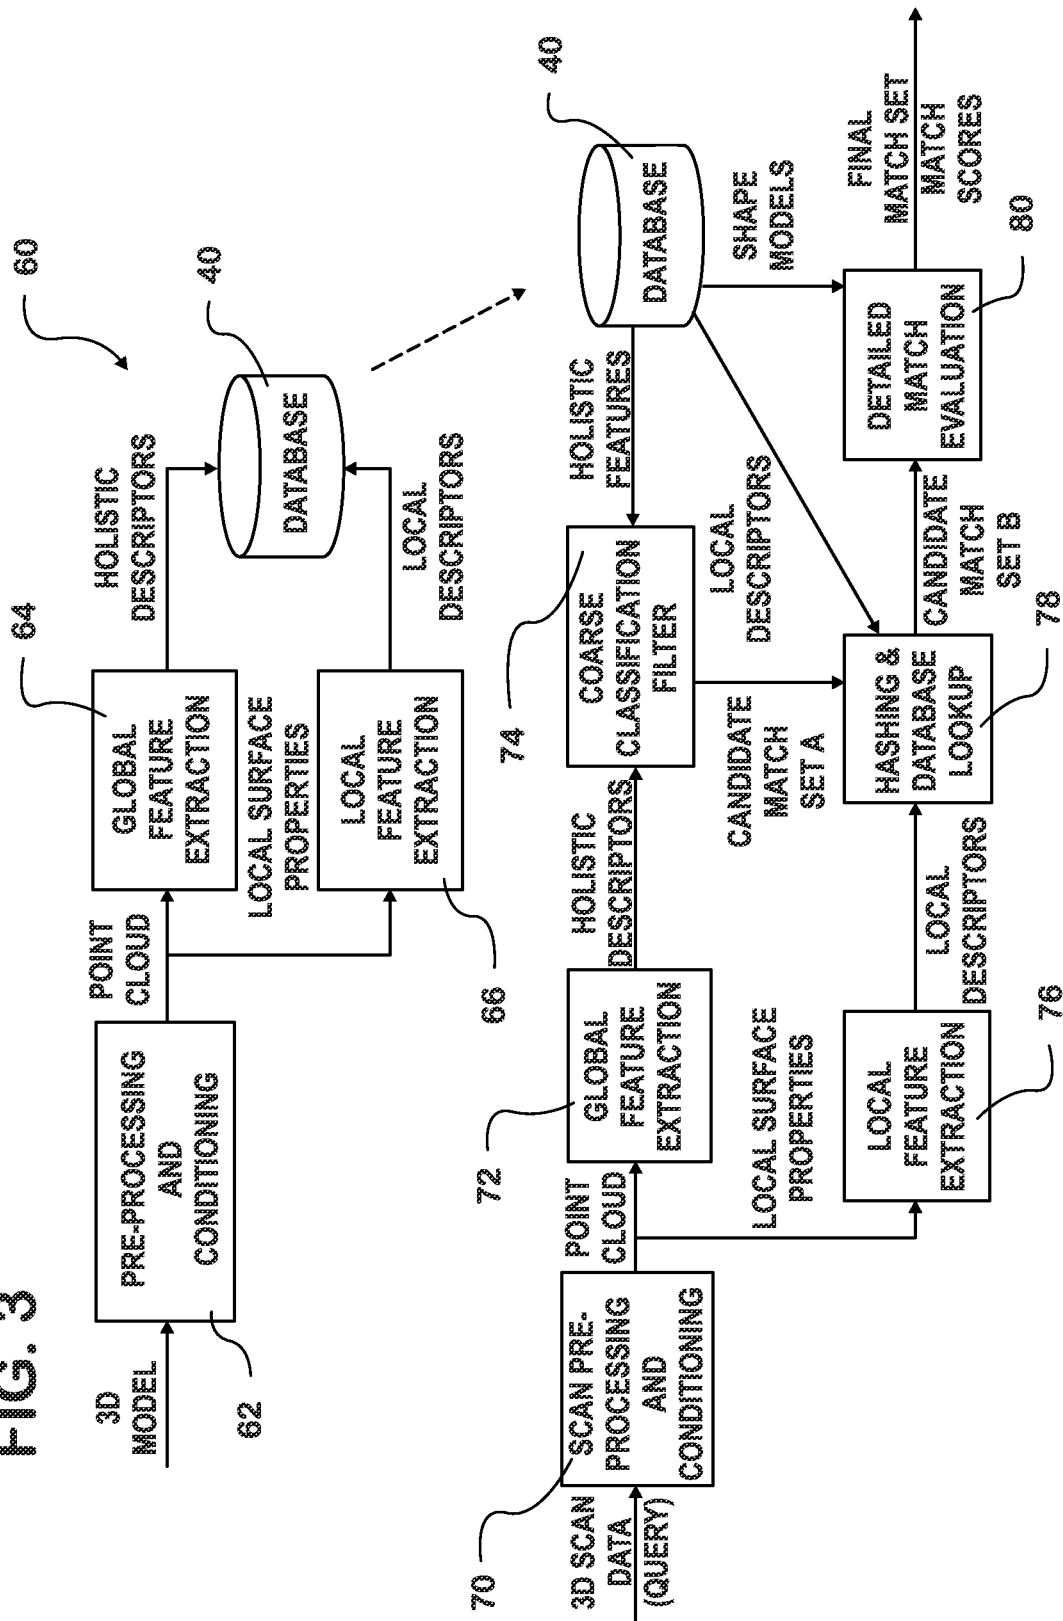 FIG. 3
60
3D
MODEL
PRE-PROCESSING
AND
CONDITIONING
62
POINT
CLOUD
GLOBAL
FEATURE
EXTRACTION
64
HOLISTIC
DESCRIPTORS
LOCAL SURFACE
PROPERTIES
LOCAL
FEATURE
EXTRACTION
66
LOCAL
DESCRIPTORS
DATABASE
40
3D SCAN
DATA
(QUERY)
SCAN PRE-
PROCESSING
AND
CONDITIONING
70
POINT
CLOUD
GLOBAL
FEATURE
EXTRACTION
72
HOLISTIC
DESCRIPTORS
COARSE
CLASSIFICATION
FILTER
74
HOLISTIC
FEATURES
DATABASE
40
LOCAL SURFACE
PROPERTIES
CANDIDATE
MATCH
SET A
LOCAL
DESCRIPTORS
SHAPE
MODELS
LOCAL
FEATURE
EXTRACTION
76
LOCAL
DESCRIPTORS
HASHING &
DATABASE
LOOKUP
78
CANDIDATE
MATCH
SET B
DETAILED
MATCH
EVALUATION
80
FINAL
MATCH SET
MATCH
SCORES